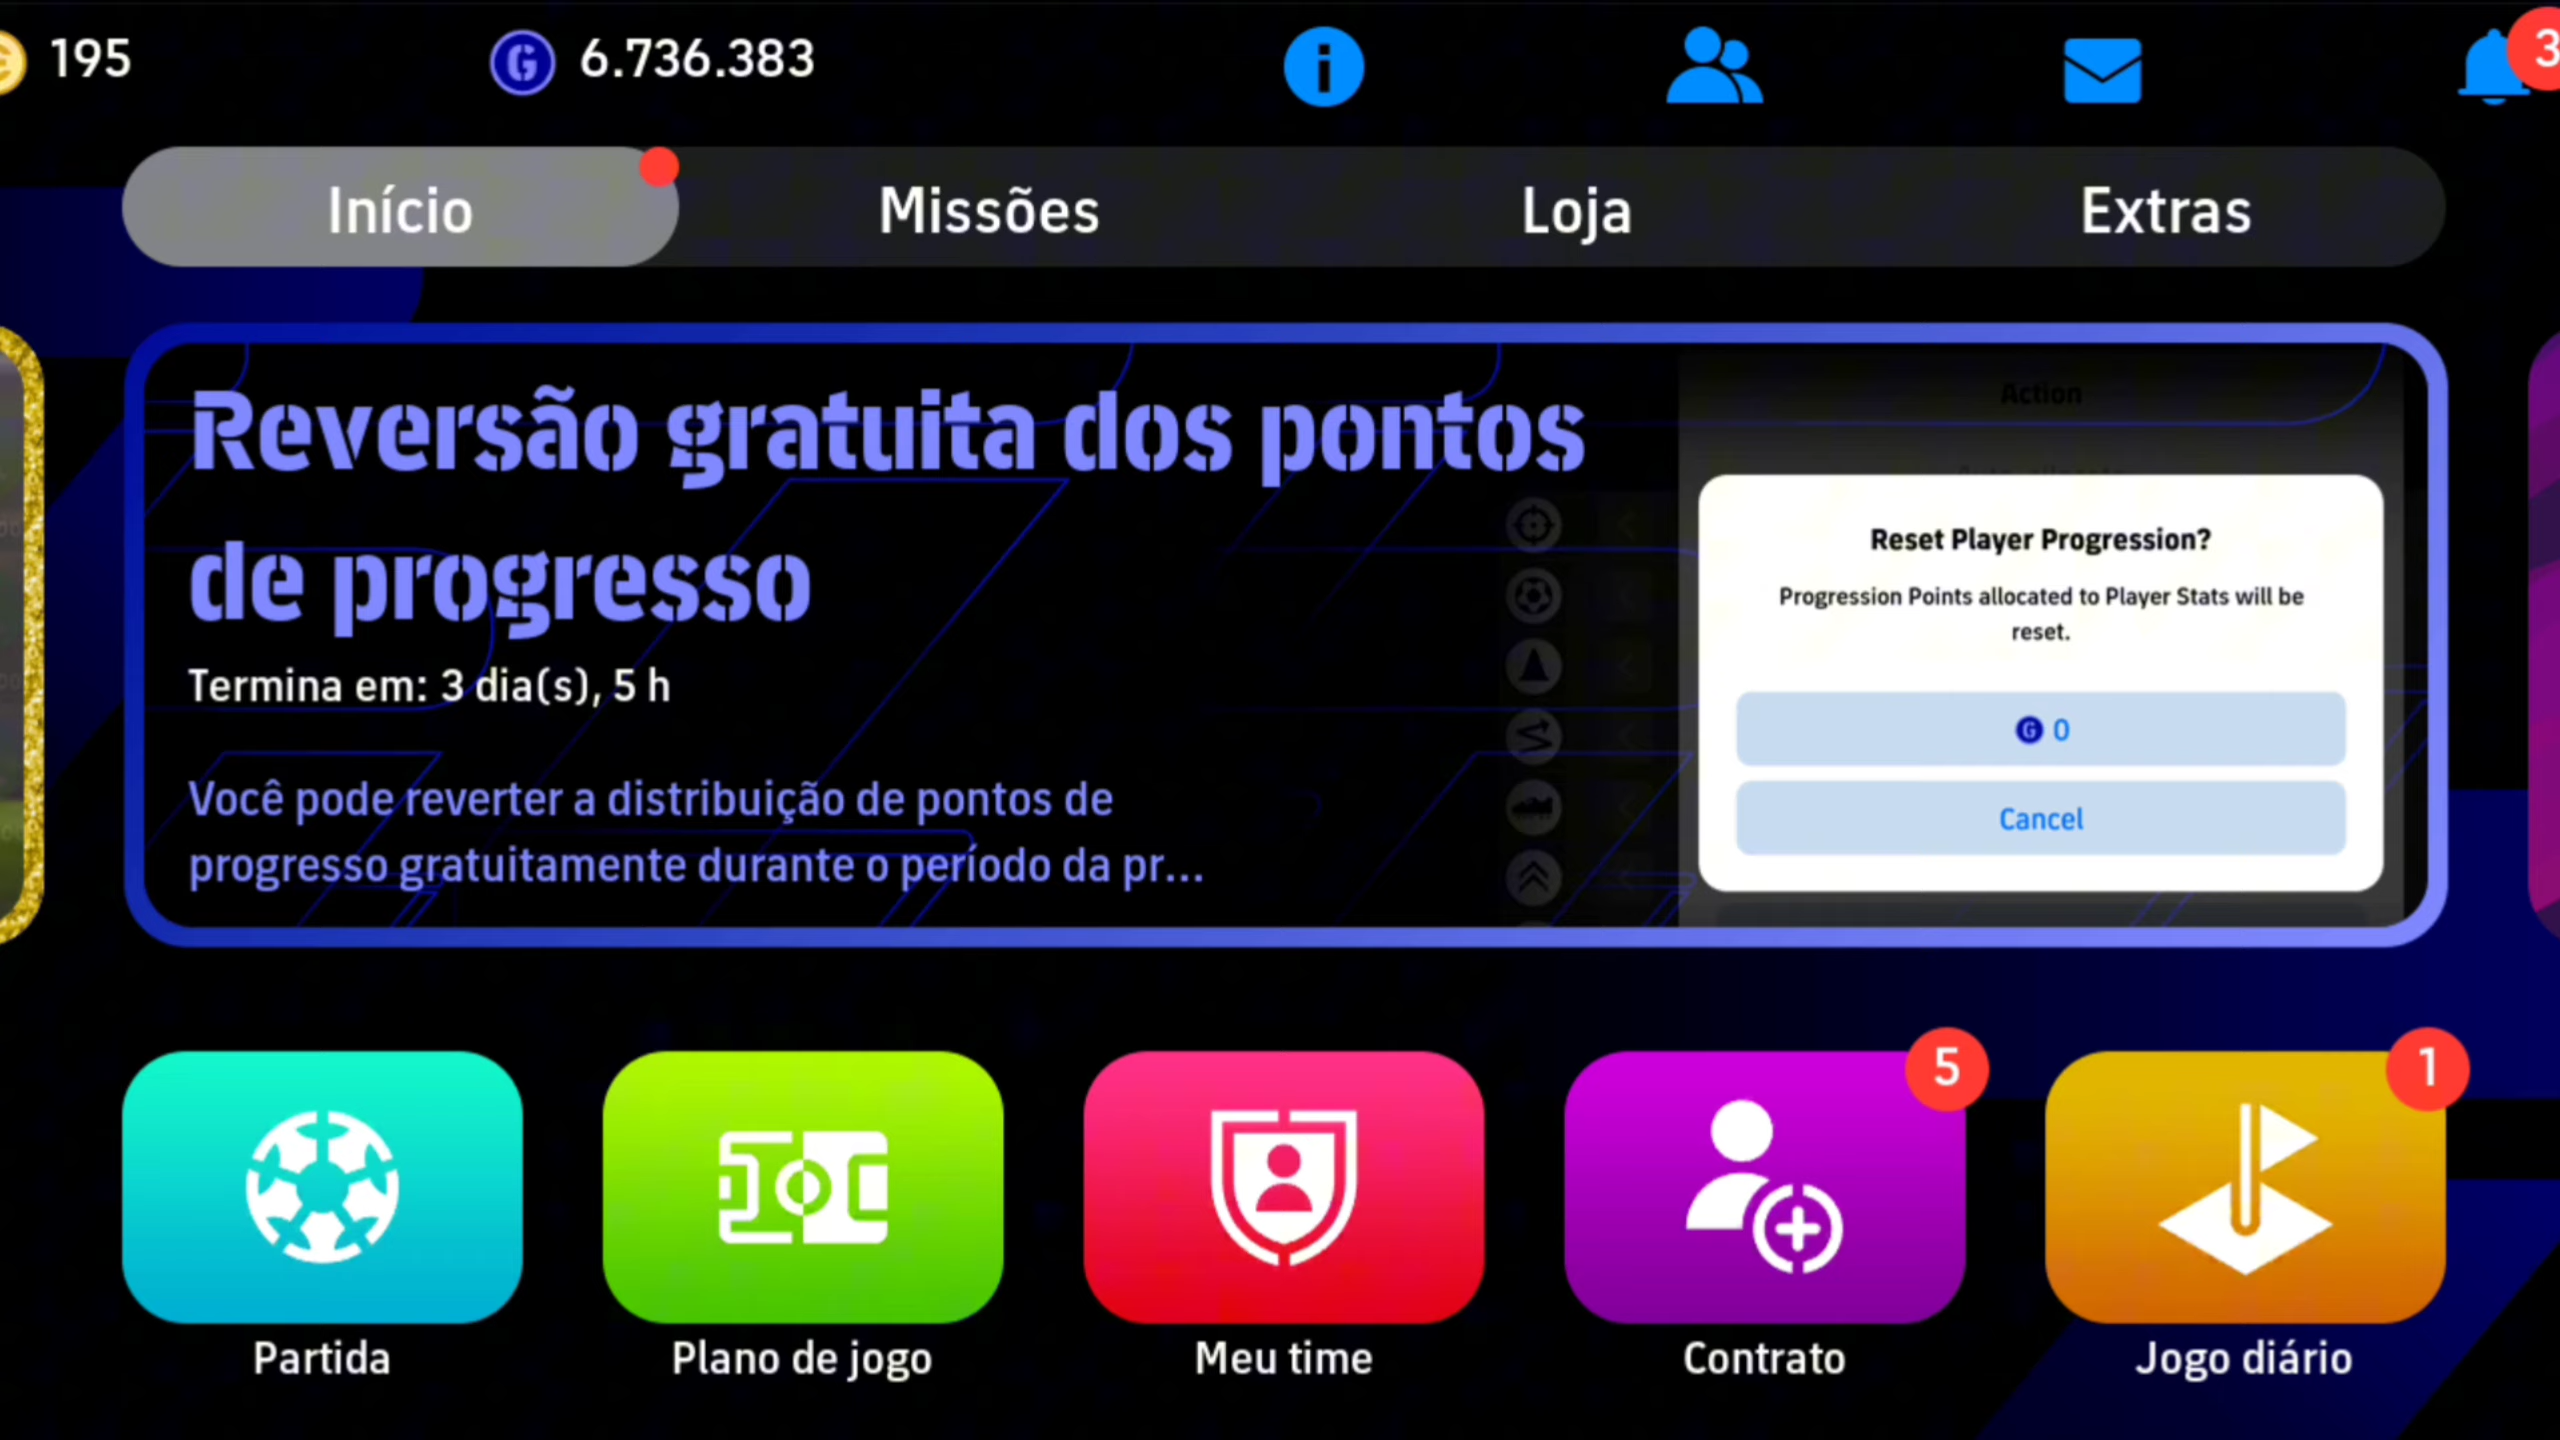 195
G 6.736.383
3
Início
Missões
Loja
Extras
Reversão gratuita dos pontos
de progresso
Termina em: 3 dia(s), 5 h
Você pode reverter a distribuição de pontos de
progresso gratuitamente durante o período da pr...
Action
Reset Player Progression?
Progression Points allocated to Player Stats will be
reset.
G 0
Cancel
5
1
Partida
Plano de jogo
Meu time
Contrato
Jogo diário